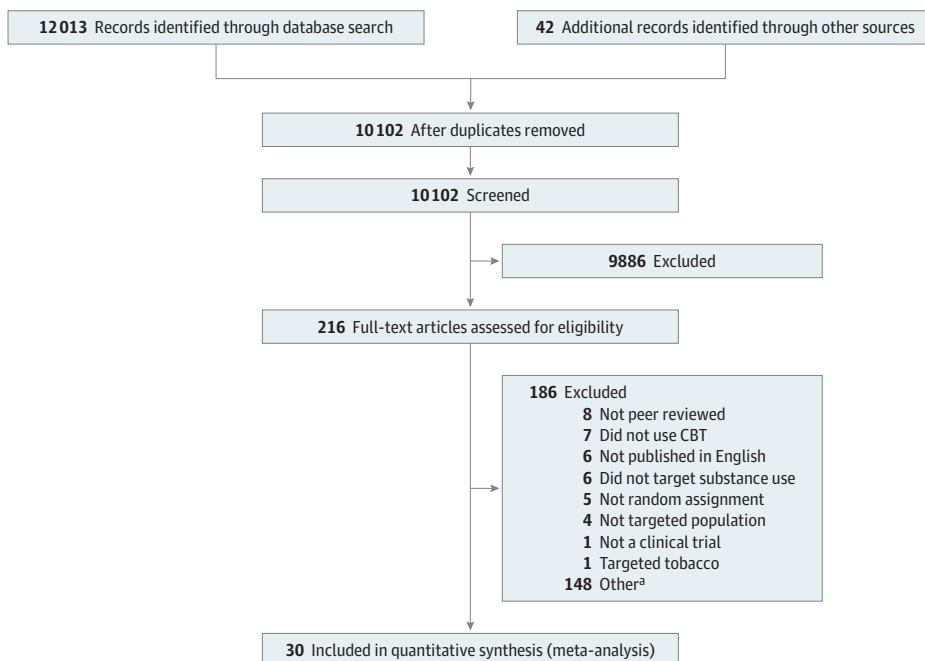 12 013 Records identified through database search
42 Additional records identified through other sources
10 102 After duplicates removed
10 102 Screened
9886 Excluded
216 Full-text articles assessed for eligibility
186 Excluded
8 Not peer reviewed
7 Did not use CBT
6 Not published in English
6 Did not target substance use
5 Not random assignment
4 Not targeted population
1 Not a clinical trial
1 Targeted tobacco
148 Otherᵃ
30 Included in quantitative synthesis (meta-analysis)